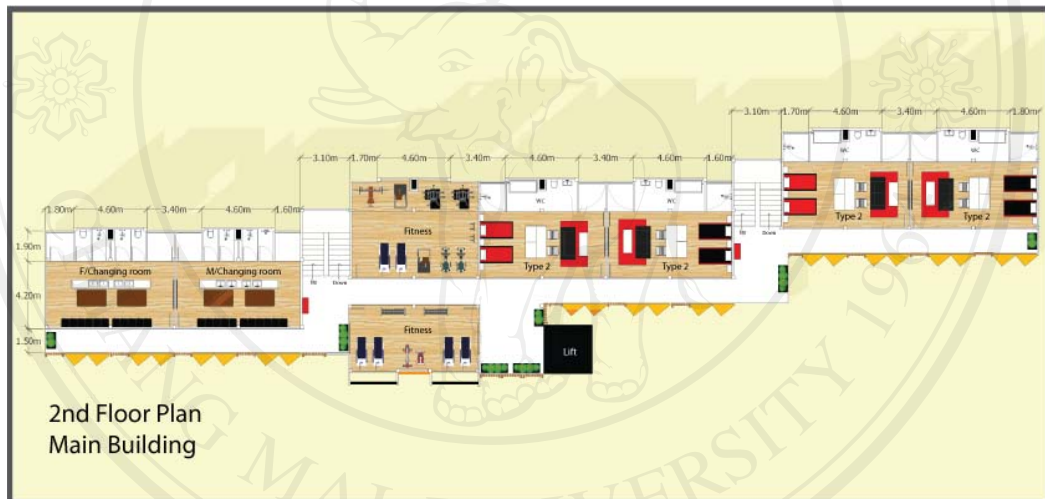 3.10m 1.70m 4.60m 3.40m 4.60m 1.80m
WC WC
Type 2 Type 2
Down
3.10m 1.70m 4.60m 3.40m 4.60m 3.40m 4.60m 1.60m
WC WC
Fitness
Type 2 Type 2
Down
1.80m 4.60m 3.40m 4.60m 1.60m
1.90m
4.20m
1.50m
F/Changing room M/Changing room
Down
Fitness
Lift
2nd Floor Plan
Main Building